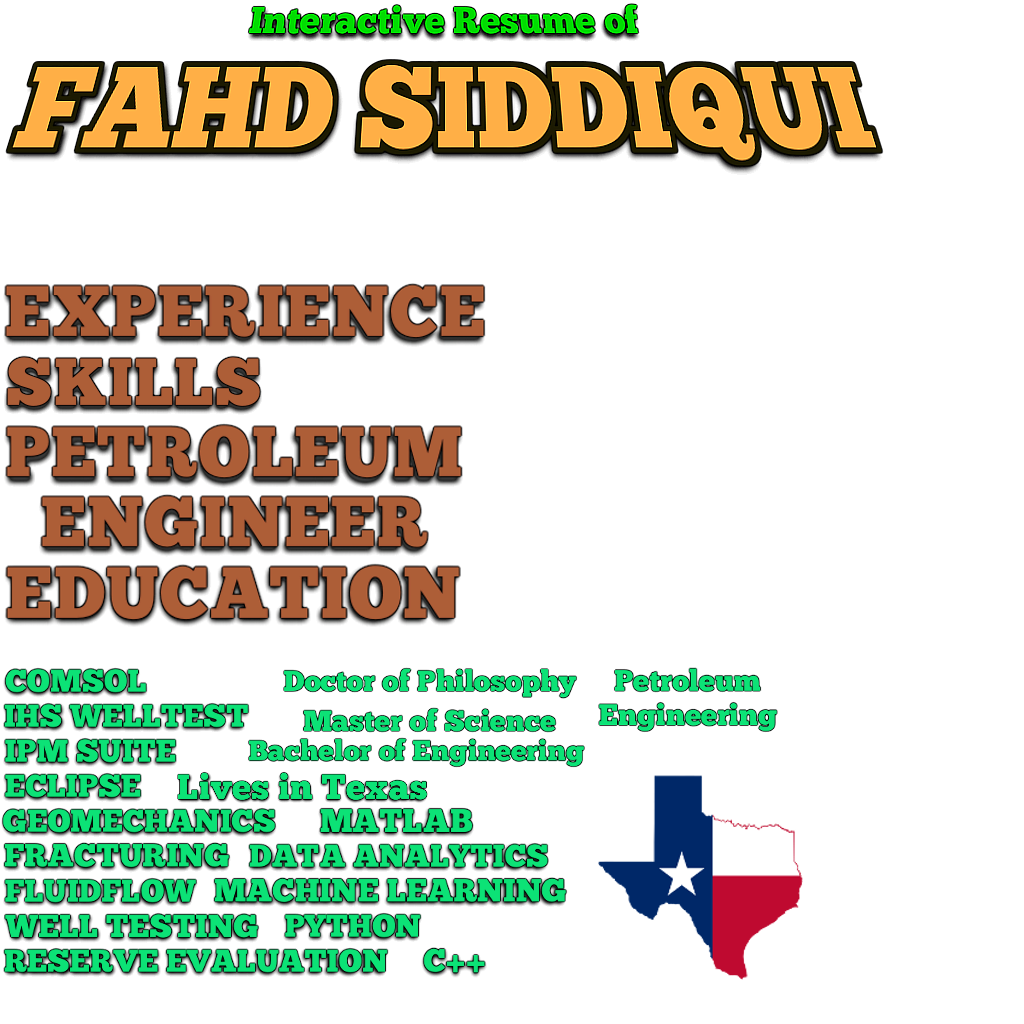 Interactive Resume of
FAHD SIDDIQUI
EXPERIENCE
SKILLS
PETROLEUM
ENGINEER
EDUCATION
COMSOL Doctor of Philosophy Petroleum
IHS WELLTEST Master of Science Engineering
IPM SUITE Bachelor of Engineering
ECLIPSE Lives in Texas
GEOMECHANICS MATLAB
FRACTURING DATA ANALYTICS
FLUIDFLOW MACHINE LEARNING
WELL TESTING PYTHON
RESERVE EVALUATION C++